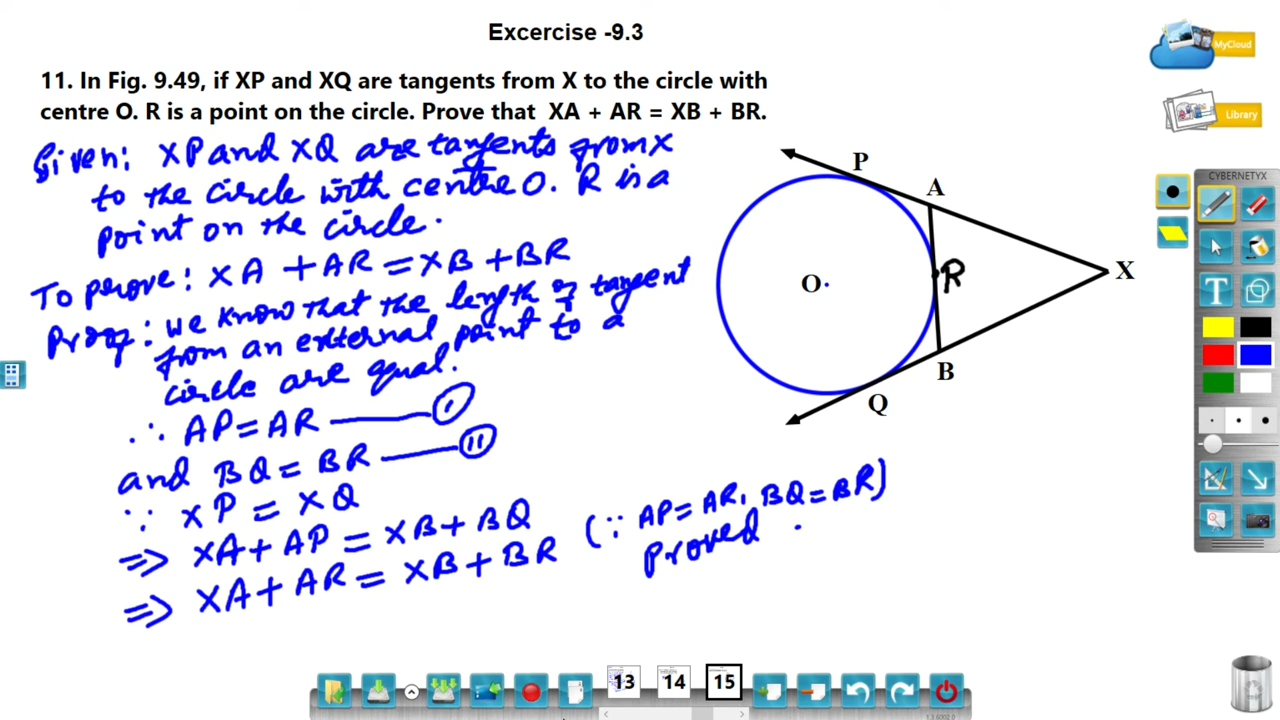 Excercise -9.3
11. In Fig. 9.49, if XP and XQ are tangents from X to the circle with
centre O. R is a point on the circle. Prove that XA + AR = XB + BR.
Given: XP and XQ are tangents from X
to the circle with centre O. R is a
point on the circle.
To prove: XA + AR = XB + BR
Proof: we know that the length of tangent
from an external point to a
circle are equal.
∴ AP = AR — I
and BQ = BR — II
∵ XP = XQ
=> XA + AP = XB + BQ
=> XA + AR = XB + BR (∵ AP = AR, BQ = BR)
Proved.
P
A
R
X
O
B
Q
MyCloud
Library
CYBERNETYX
T
13 14 15
1.3.6002.0